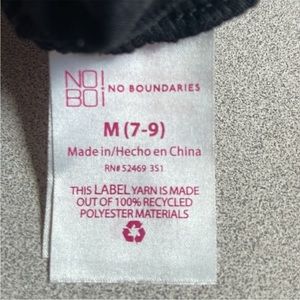 NO!
BO!
NO BOUNDARIES
M (7-9)
Made in/Hecho en China
RN# 52469 351
THIS LABEL YARN IS MADE
OUT OF 100% RECYCLED
POLYESTER MATERIALS